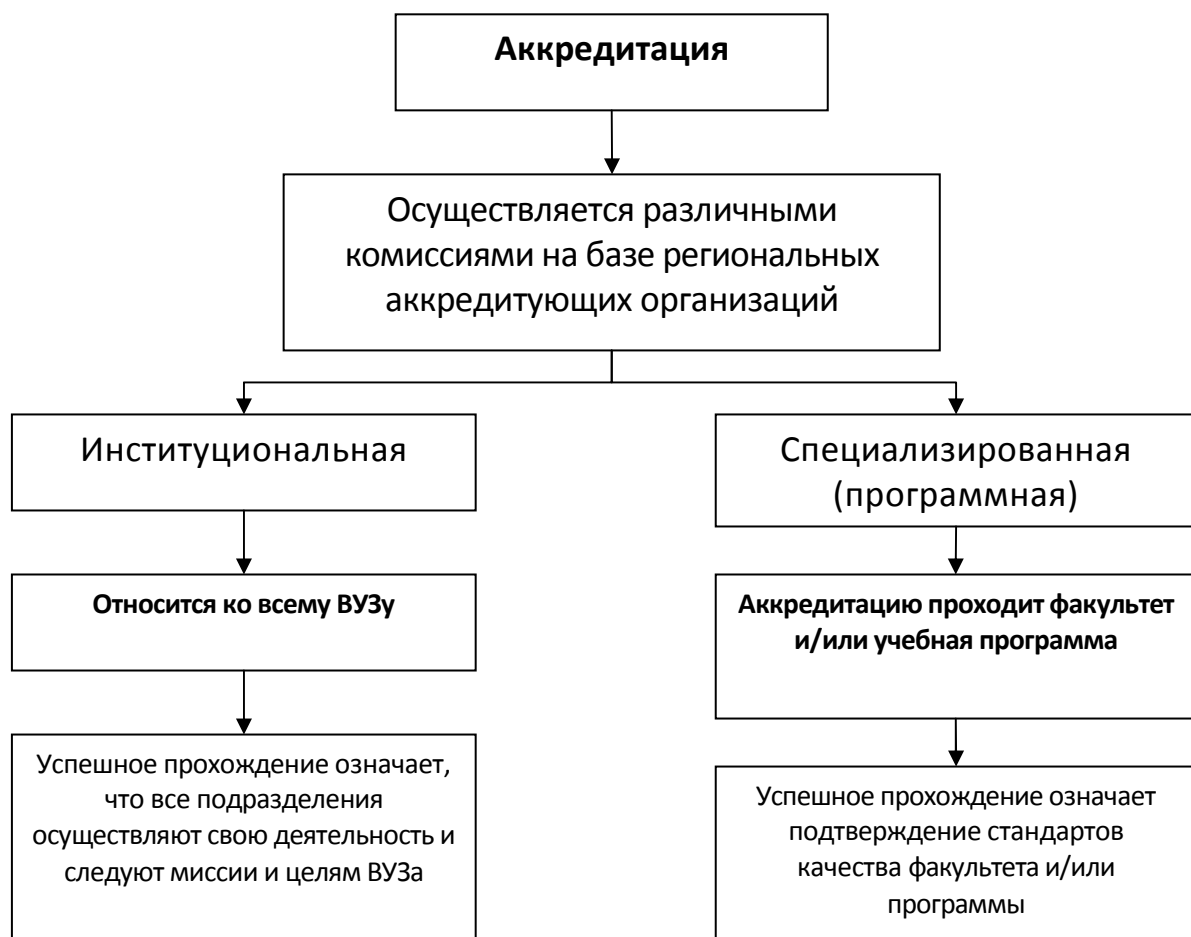 Аккредитация
Осуществляется различными
комиссиями на базе региональных
аккредитующих организаций
Институциональная
Специализированная
(программная)
Относится ко всему ВУЗу
Аккредитацию проходит факультет
и/или учебная программа
Успешное прохождение означает,
что все подразделения
осуществляют свою деятельность и
следуют миссии и целям ВУЗа
Успешное прохождение означает
подтверждение стандартов
качества факультета и/или
программы